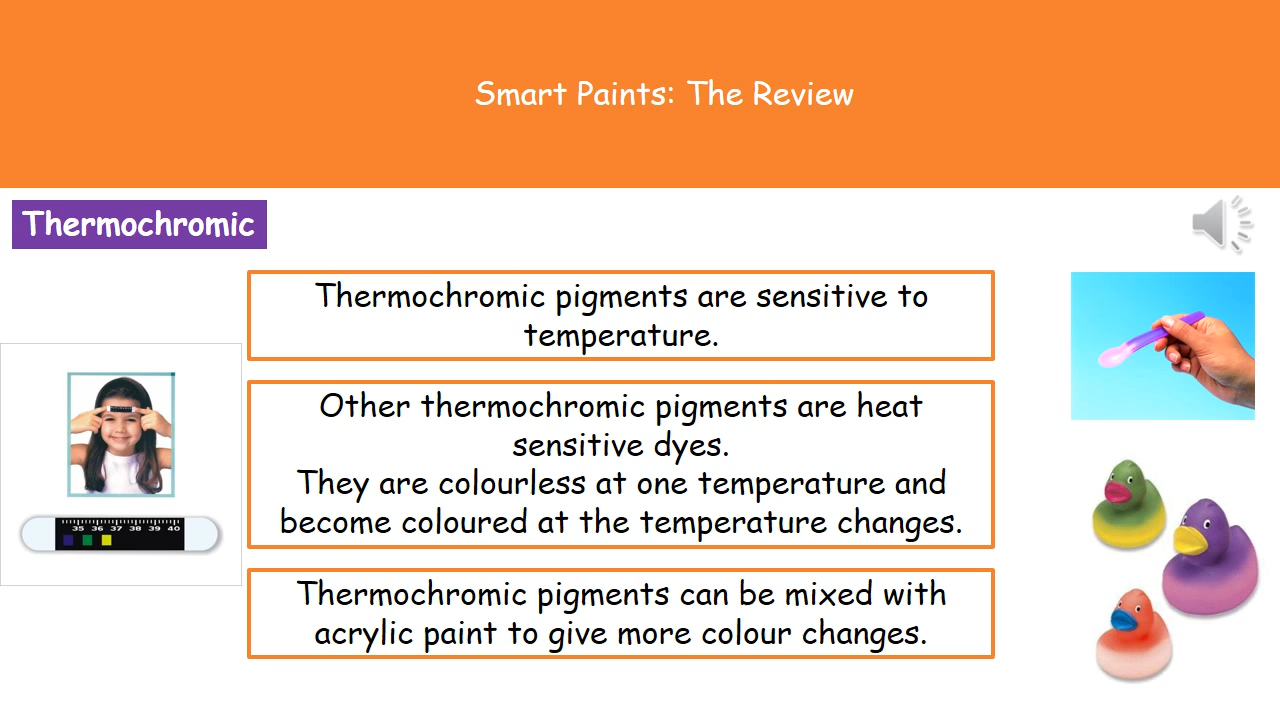 Smart Paints: The Review
Thermochromic
Thermochromic pigments are sensitive to
temperature.
Other thermochromic pigments are heat
sensitive dyes.
They are colourless at one temperature and
become coloured at the temperature changes.
Thermochromic pigments can be mixed with
acrylic paint to give more colour changes.
35 36 37 38 39 40